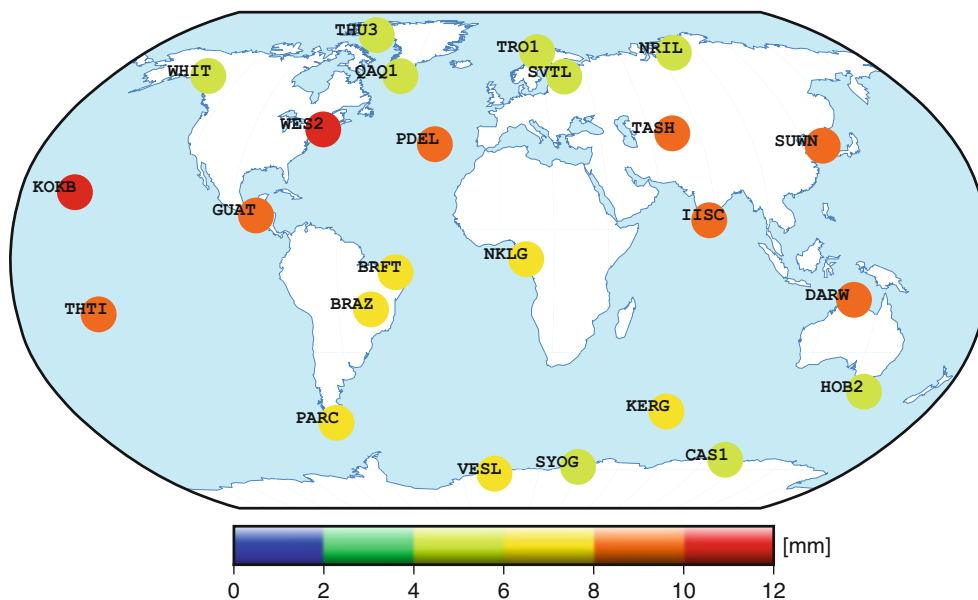 THU3
TRO1
NRIL
WHIT
QAQ1
SVTL
WES2
PDEL
TASH
SUWN
KOKB
GUAT
IISC
NKLG
BRFT
BRAZ
THTI
DARW
HOB2
PARC
KERG
VESL
SYOG
CAS1
[mm]
0 2 4 6 8 10 12